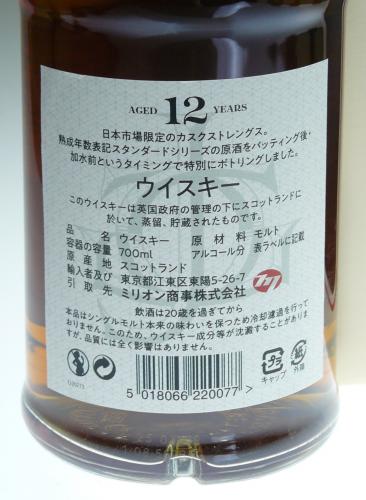 AGED 12 YEARS
日本市場限定のカスクストレングス。
熟成年数表記スタンダードシリーズの原酒をバッティング後・
加水前というタイミングで特別にボトリングしました。
ウイスキー
このウイスキーは英国政府の管理の下にスコットランドに
於いて、蒸留、貯蔵されたものです。
品名 ウイスキー 原材料 モルト
容器の容量 700ml アルコール分 表ラベルに記載
原産地 スコットランド
輸入者及び 東京都江東区東陽5-26-7
引取先 ミリオン商事株式会社
飲酒は20歳を過ぎてから
本品はシングルモルト本来の味わいを保つため冷却濾過を行って
おりません。このため、ウイスキー成分等が沈澱することがありま
すが、品質には全く影響はありません。
キャップ
紙
外箱
5 018066 220077 >